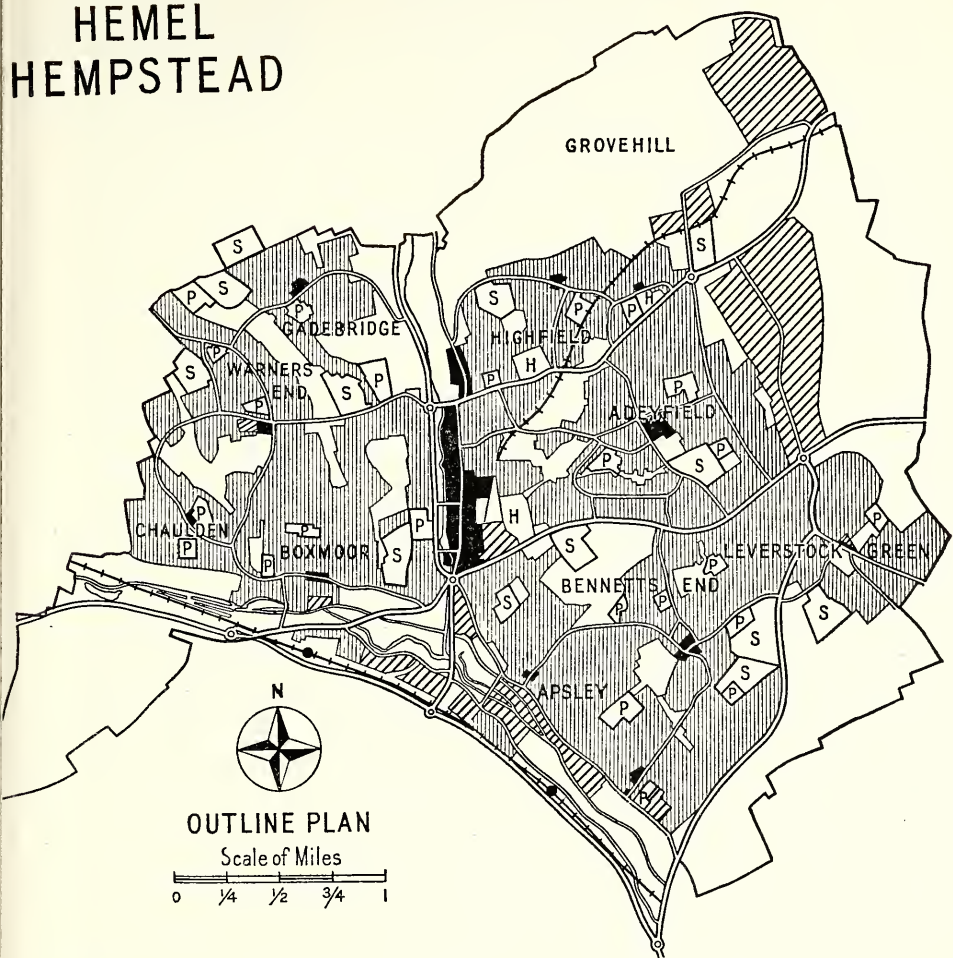 HEMEL
HEMPSTEAD
GROVEHILL
S
S
P S
S
GADEBRIDGE
P
S
HIGHFIELD
P
P H
H
P
S
P
WARNERS
END
P
S P
P
ADEYFIELD
P
S P
P
CHAULDEN
P
P
BOXMOOR
P
P
S
P
H
S
LEVERSTOCK GREEN
P
BENNETTS END
P
P
P
S
S
P
S
S
P
APSLEY
P
P
N
OUTLINE PLAN
Scale of Miles
0 1/4 1/2 3/4 1